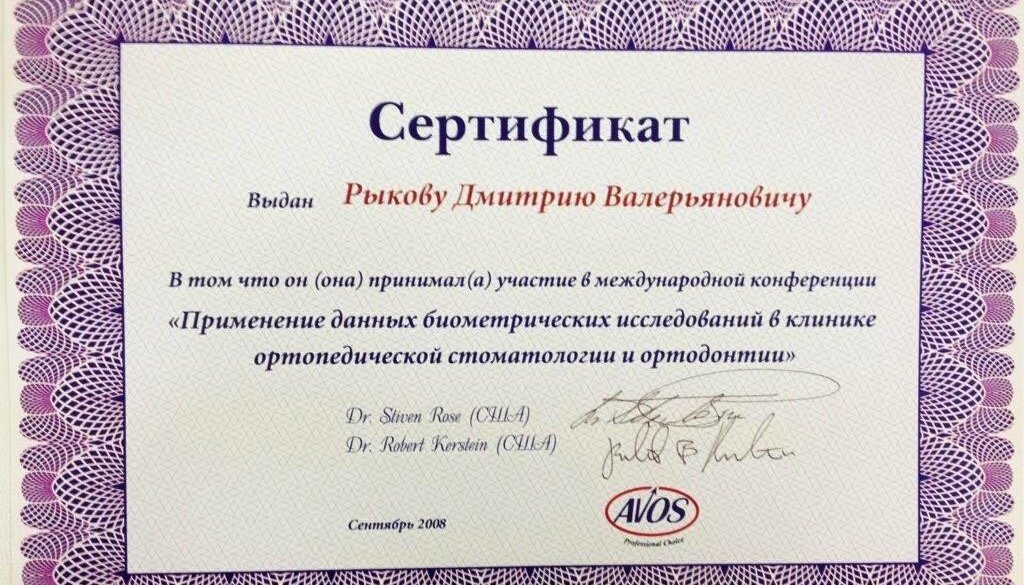 Сертификат
Выдан Рыкову Дмитрию Валерьяновичу
В том что он (она) принимал(а) участие в международной конференции
«Применение данных биометрических исследований в клинике
ортопедической стоматологии и ортодонтии»
Dr. Stiven Rose (США)
Dr. Robert Kerstein (США)
Сентябрь 2008
AVOS
Professional Choice